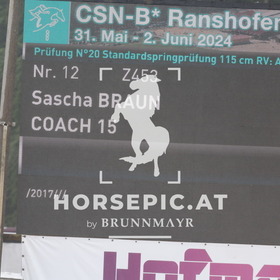 CSN-B* Ranshofen
31. Mai - 2. Juni 2024
Prüfung N°20 Standardspringprüfung 115 cm RV: A
Nr. 12 Z453
Sascha BRAUN
COACH 15
/2017///
HORSEPIC.AT
by BRUNNMAYR